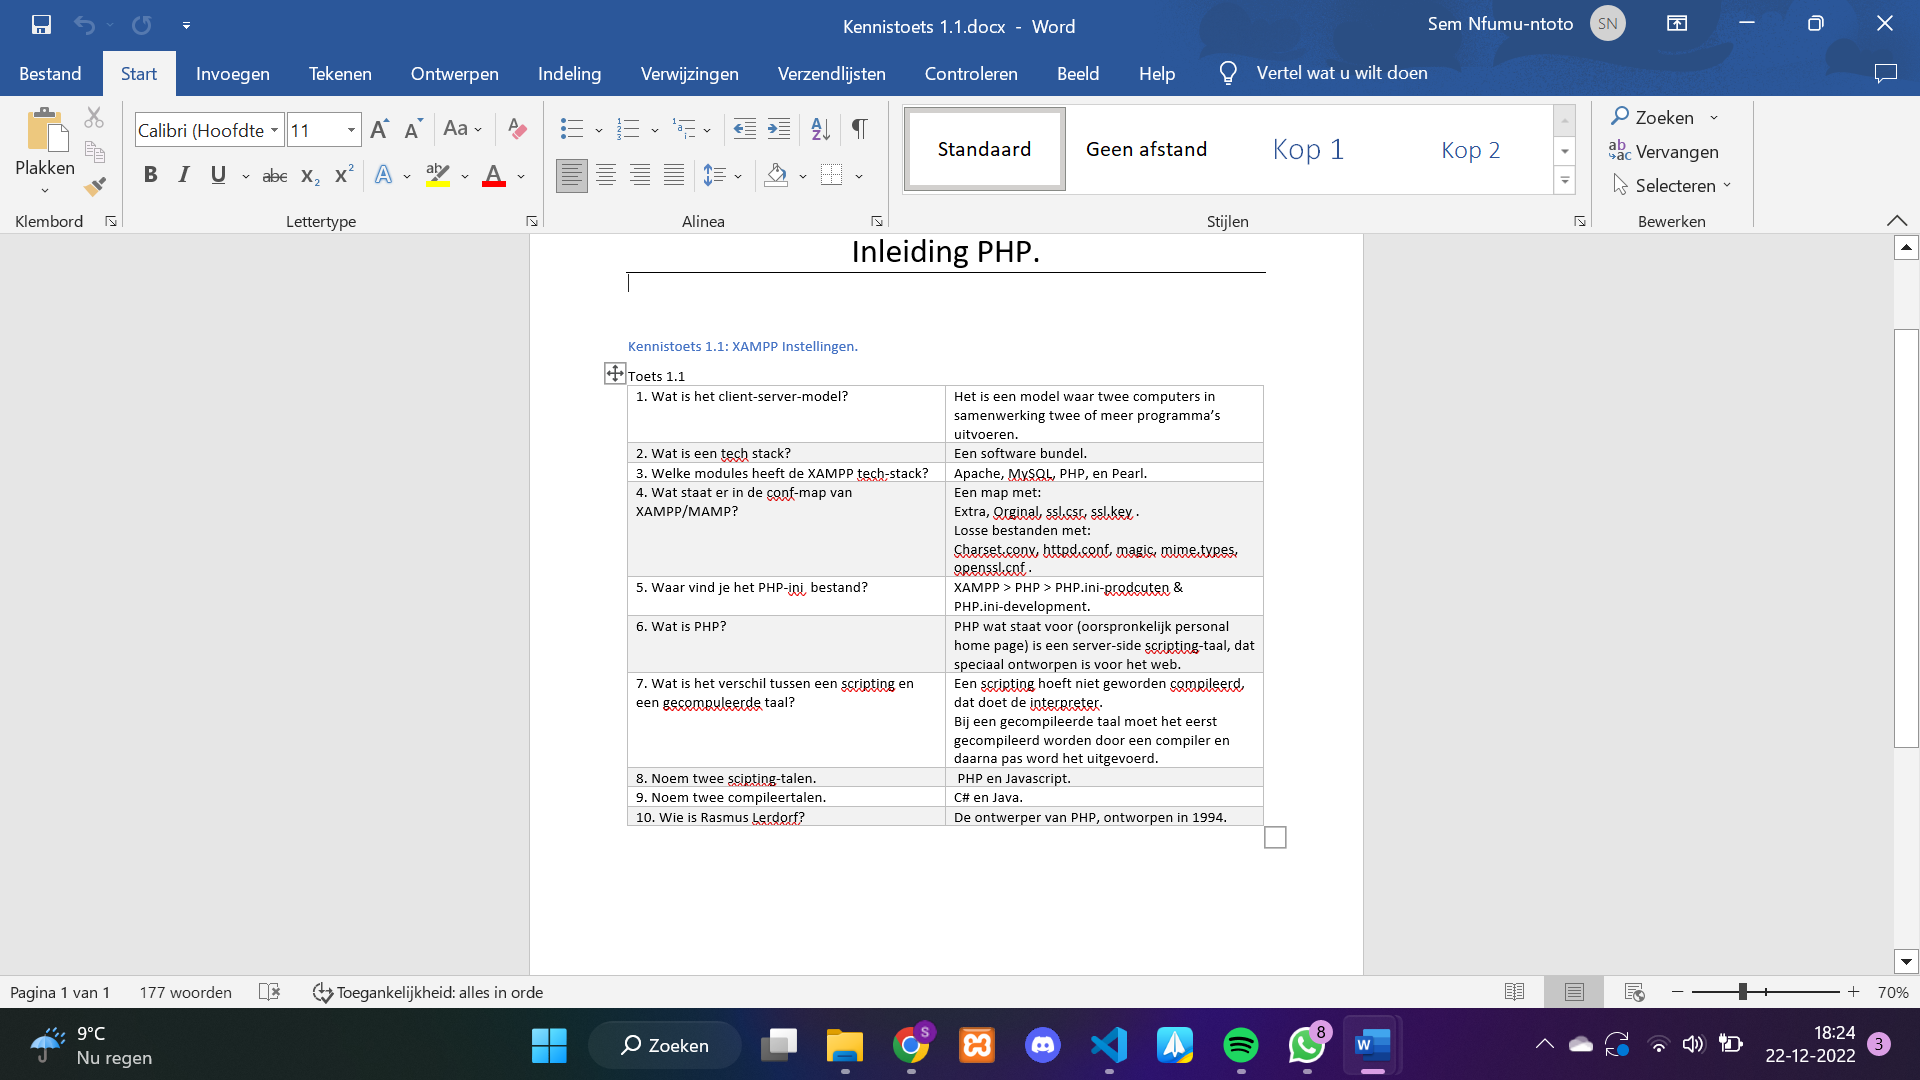 Kennistoets 1.1.docx - Word
Sem Nfumu-ntoto SN
Bestand Start Invoegen Tekenen Ontwerpen Indeling Verwijzingen Verzendlijsten Controleren Beeld Help Vertel wat u wilt doen
Plakken
Klembord
Calibri (Hoofdte 11
Lettertype
Alinea
Standaard Geen afstand Kop 1 Kop 2
Stijlen
Zoeken
Vervangen
Selecteren
Bewerken
Inleiding PHP.
Kennistoets 1.1: XAMPP Instellingen.
Toets 1.1
1. Wat is het client-server-model?
Het is een model waar twee computers in
samenwerking twee of meer programma's
uitvoeren.
2. Wat is een tech stack?
Een software bundel.
3. Welke modules heeft de XAMPP tech-stack?
Apache, MySQL, PHP, en Pearl.
4. Wat staat er in de conf-map van
XAMPP/MAMP?
Een map met:
Extra, Orginal, ssl.csr, ssl.key .
Losse bestanden met:
Charset.conv, httpd.conf, magic, mime.types,
openssl.cnf .
5. Waar vind je het PHP-ini bestand?
XAMPP > PHP > PHP.ini-prodcuten &
PHP.ini-development.
6. Wat is PHP?
PHP wat staat voor (oorspronkelijk personal
home page) is een server-side scripting-taal, dat
speciaal ontworpen is voor het web.
7. Wat is het verschil tussen een scripting en
een gecompuleerde taal?
Een scripting hoeft niet geworden compileerd,
dat doet de interpreter.
Bij een gecompileerde taal moet het eerst
gecompileerd worden door een compiler en
daarna pas word het uitgevoerd.
8. Noem twee scipting-talen.
PHP en Javascript.
9. Noem twee compileertalen.
C# en Java.
10. Wie is Rasmus Lerdorf?
De ontwerper van PHP, ontworpen in 1994.
Pagina 1 van 1 177 woorden Toegankelijkheid: alles in orde
70%
9°C
Nu regen
Zoeken
S
8
18:24
22-12-2022
3